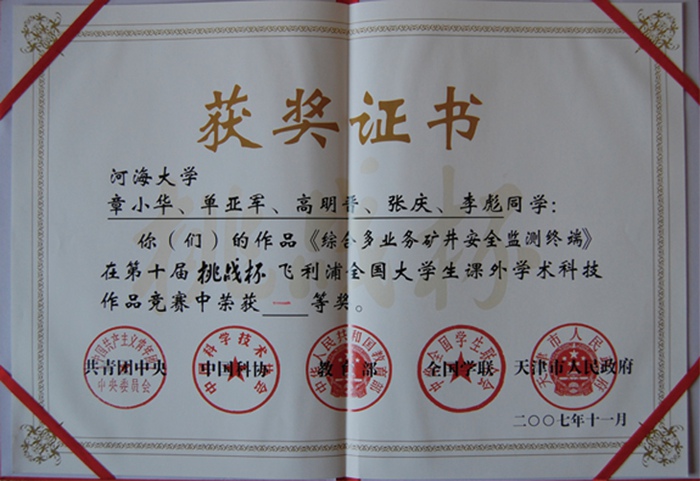 获奖证书
河海大学
章小华、单亚军、高明晋、张庆、李彪同学：
你（们）的作品《综合多业务矿井安全监测终端》
在第十届挑战杯飞利浦全国大学生课外学术科技
作品竞赛中荣获 等奖。
共青团中央 中国科协 教育部 全国学联 天津市人民政府
二〇〇七年十一月